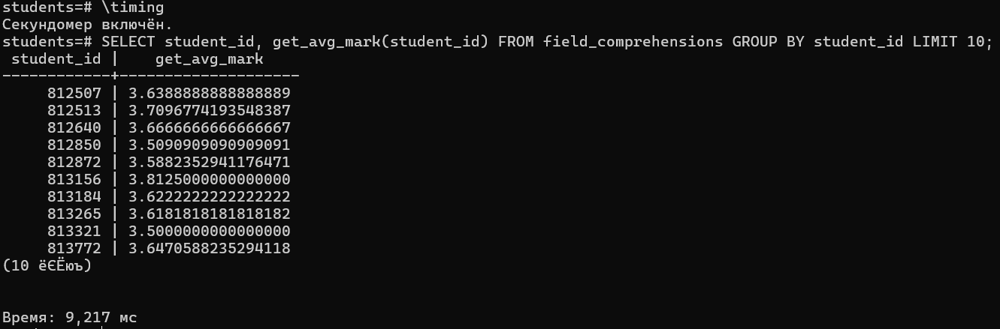 students=# \timing
Секундомер включён.
students=# SELECT student_id, get_avg_mark(student_id) FROM field_comprehensions GROUP BY student_id LIMIT 10;
 student_id |    get_avg_mark
------------+--------------------
     812507 | 3.6388888888888889
     812513 | 3.7096774193548387
     812640 | 3.6666666666666667
     812850 | 3.5090909090909091
     812872 | 3.5882352941176471
     813156 | 3.8125000000000000
     813184 | 3.6222222222222222
     813265 | 3.6181818181818182
     813321 | 3.5000000000000000
     813772 | 3.6470588235294118
(10 ёЄЁюъ)
Время: 9,217 мс